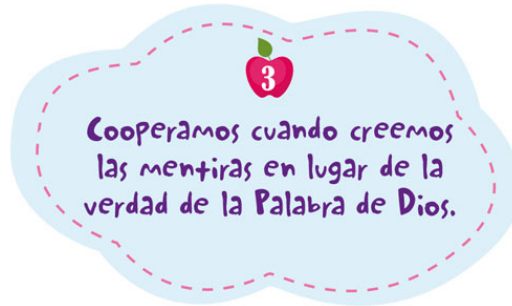 3
Cooperamos cuando creemos
las mentiras en lugar de la
verdad de la Palabra de Dios.